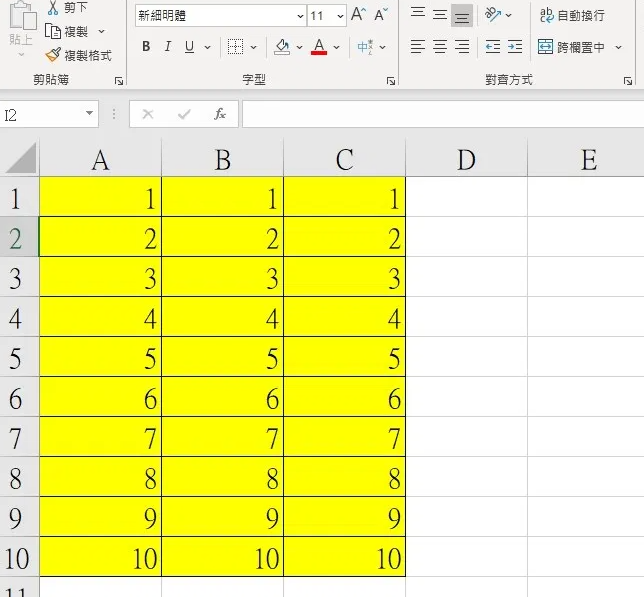 剪下
新細明體 11 A A
ab 自動換行
貼上
複製
B I U A 中
跨欄置中
複製格式
剪貼簿 字型 對齊方式
I2 fx
A B C D E
1 1 1 1
2 2 2 2
3 3 3 3
4 4 4 4
5 5 5 5
6 6 6 6
7 7 7 7
8 8 8 8
9 9 9 9
10 10 10 10
11